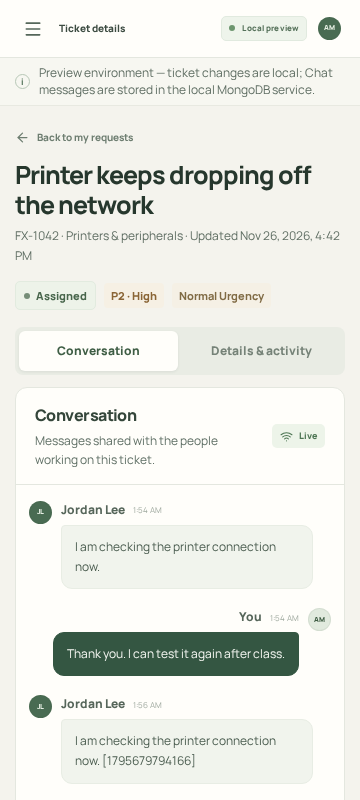 Ticket details
Local preview
AM
Preview environment — ticket changes are local; Chat
messages are stored in the local MongoDB service.
Back to my requests
Printer keeps dropping off
the network
FX-1042 · Printers & peripherals · Updated Nov 26, 2026, 4:42
PM
Assigned
P2 · High
Normal Urgency
Conversation
Details & activity
Conversation
Messages shared with the people
working on this ticket.
Live
JL
Jordan Lee 1:54 AM
I am checking the printer connection
now.
You 1:54 AM
AM
Thank you. I can test it again after class.
JL
Jordan Lee 1:56 AM
I am checking the printer connection
now. [1795679794166]